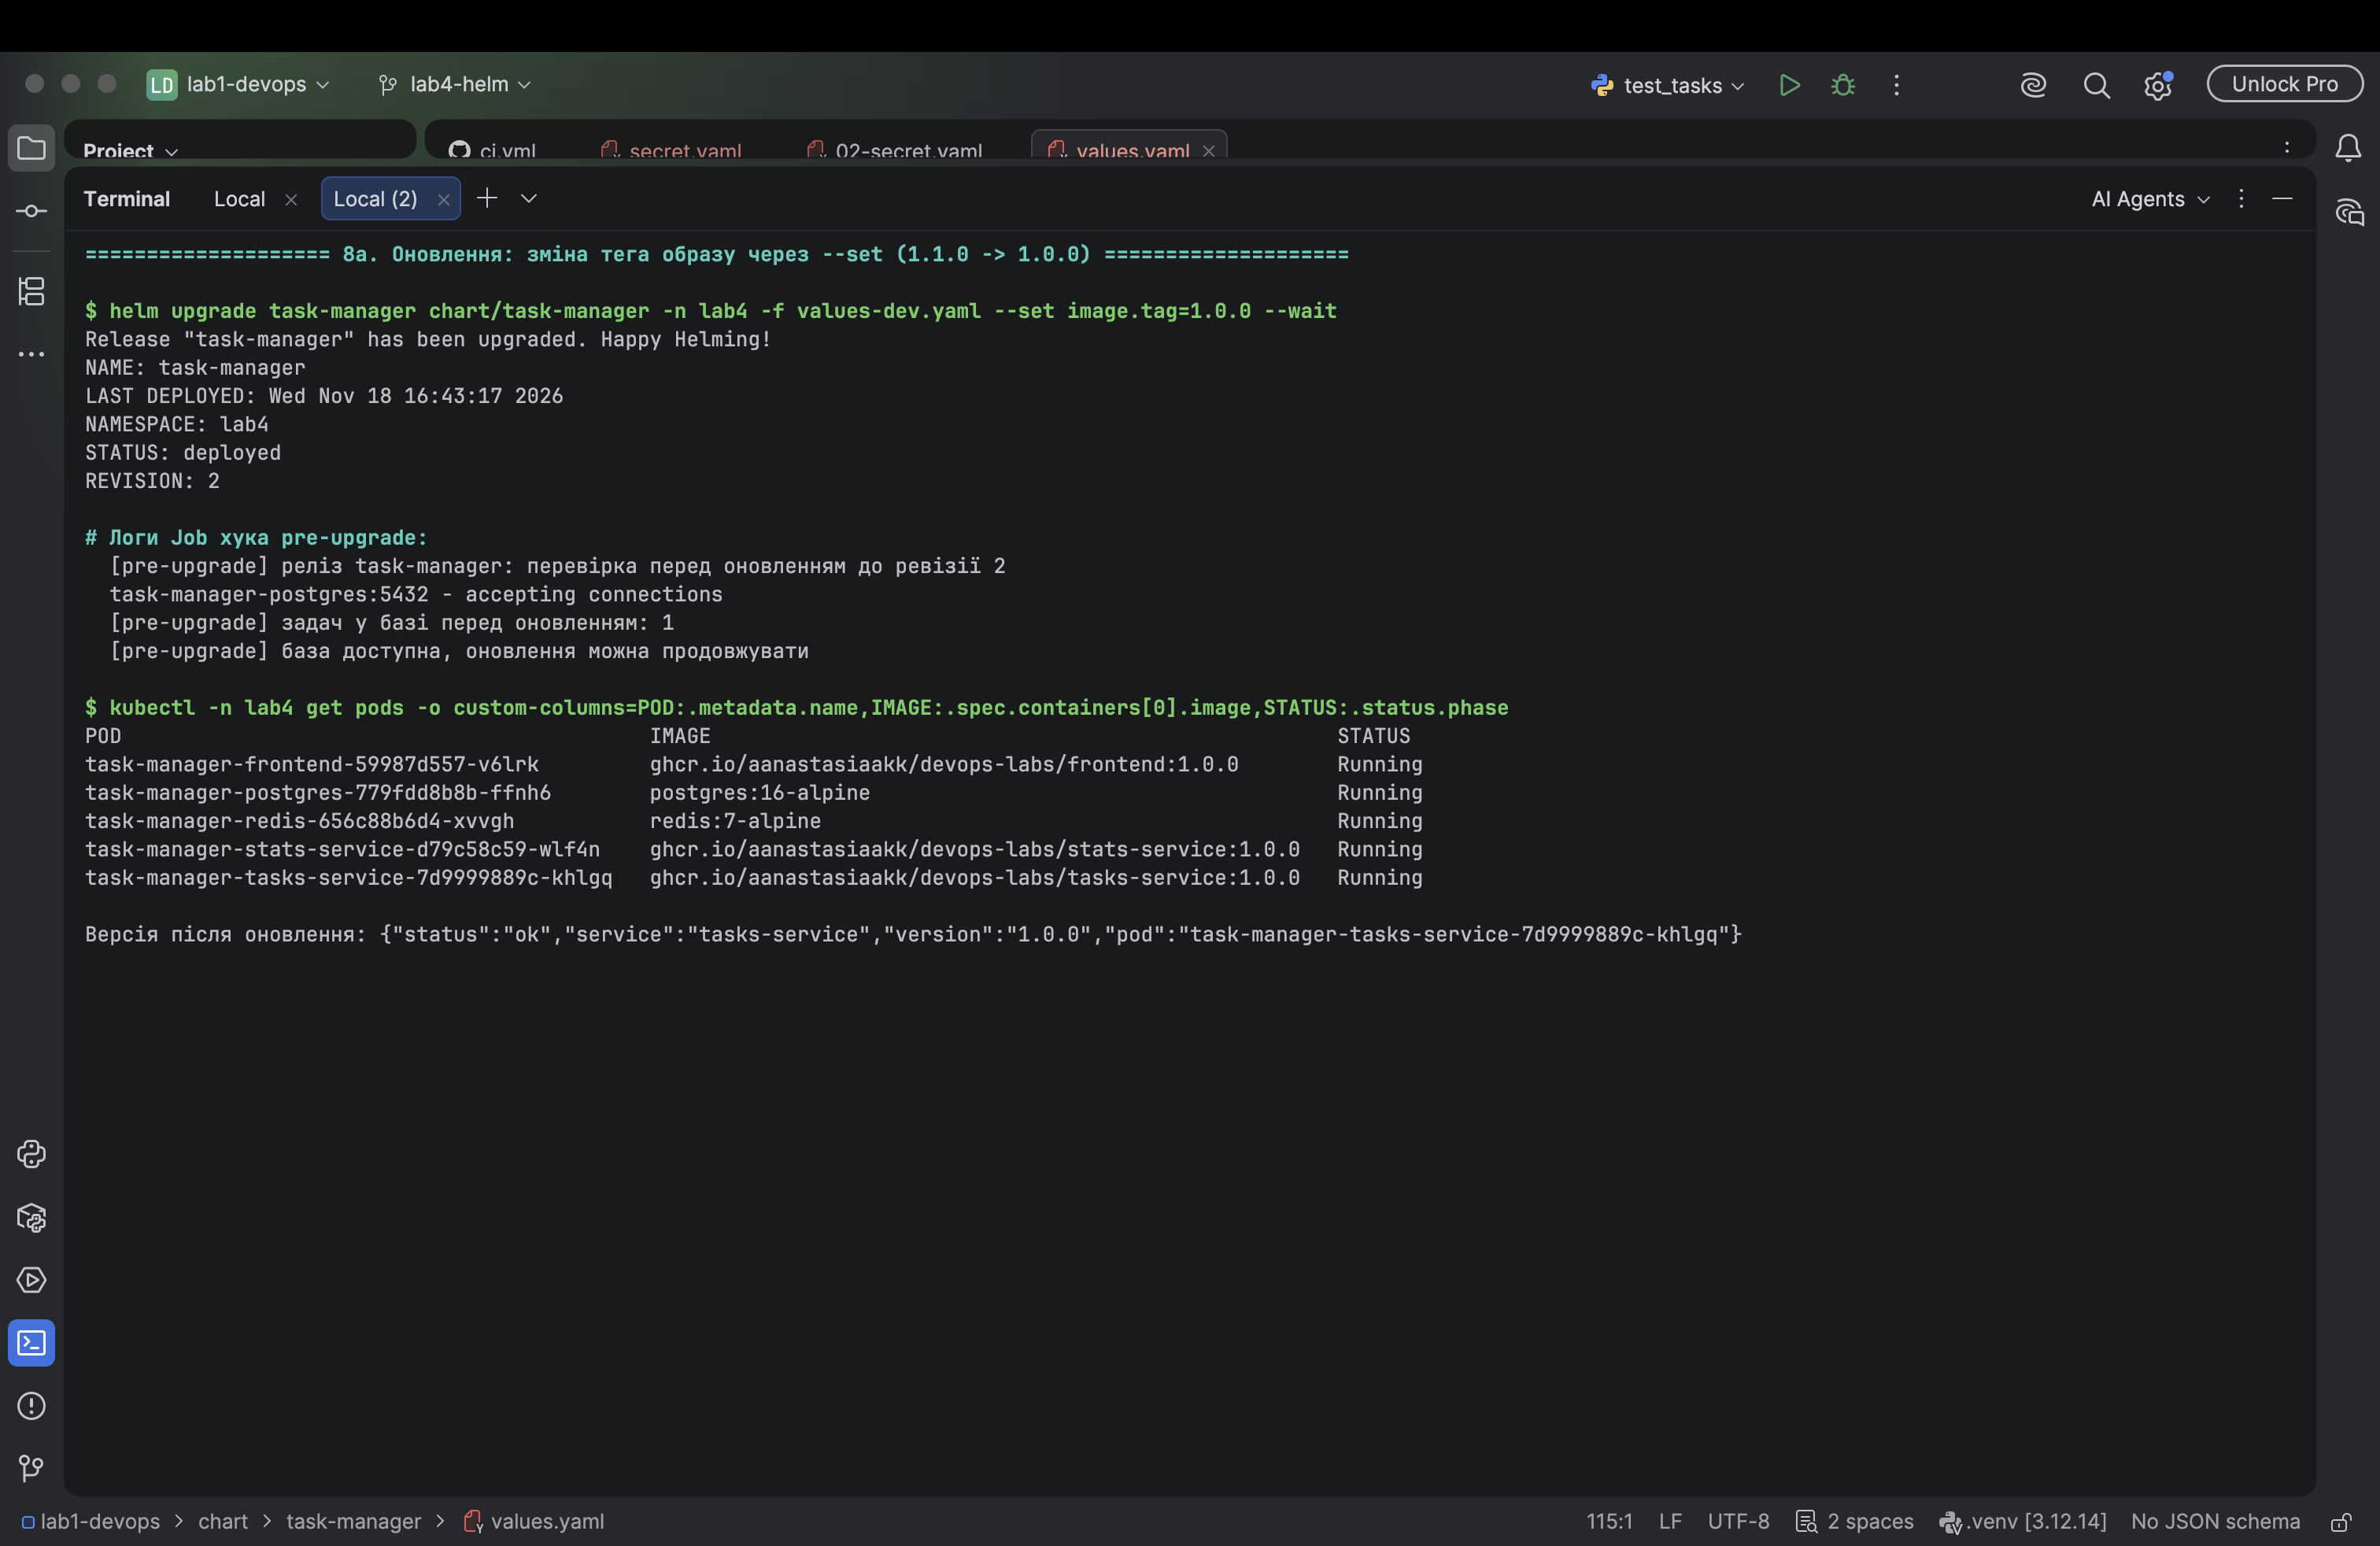 LD lab1-devops lab4-helm test_tasks Unlock Pro
Project ci.yml secret.yaml 02-secret.yaml values.yaml
Terminal Local Local (2) AI Agents
==================== 8a. Оновлення: зміна тега образу через --set (1.1.0 -> 1.0.0) ====================
$ helm upgrade task-manager chart/task-manager -n lab4 -f values-dev.yaml --set image.tag=1.0.0 --wait
Release "task-manager" has been upgraded. Happy Helming!
NAME: task-manager
LAST DEPLOYED: Wed Nov 18 16:43:17 2026
NAMESPACE: lab4
STATUS: deployed
REVISION: 2
# Логи Job хука pre-upgrade:
[pre-upgrade] реліз task-manager: перевірка перед оновленням до ревізії 2
task-manager-postgres:5432 - accepting connections
[pre-upgrade] задач у базі перед оновленням: 1
[pre-upgrade] база доступна, оновлення можна продовжувати
$ kubectl -n lab4 get pods -o custom-columns=POD:.metadata.name,IMAGE:.spec.containers[0].image,STATUS:.status.phase
POD IMAGE STATUS
task-manager-frontend-59987d557-v6lrk ghcr.io/aanastasiaakk/devops-labs/frontend:1.0.0 Running
task-manager-postgres-779fdd8b8b-ffnh6 postgres:16-alpine Running
task-manager-redis-656c88b6d4-xvvgh redis:7-alpine Running
task-manager-stats-service-d79c58c59-wlf4n ghcr.io/aanastasiaakk/devops-labs/stats-service:1.0.0 Running
task-manager-tasks-service-7d9999889c-khlgq ghcr.io/aanastasiaakk/devops-labs/tasks-service:1.0.0 Running
Версія після оновлення: {"status":"ok","service":"tasks-service","version":"1.0.0","pod":"task-manager-tasks-service-7d9999889c-khlgq"}
lab1-devops > chart > task-manager > values.yaml 115:1 LF UTF-8 2 spaces .venv [3.12.14] No JSON schema